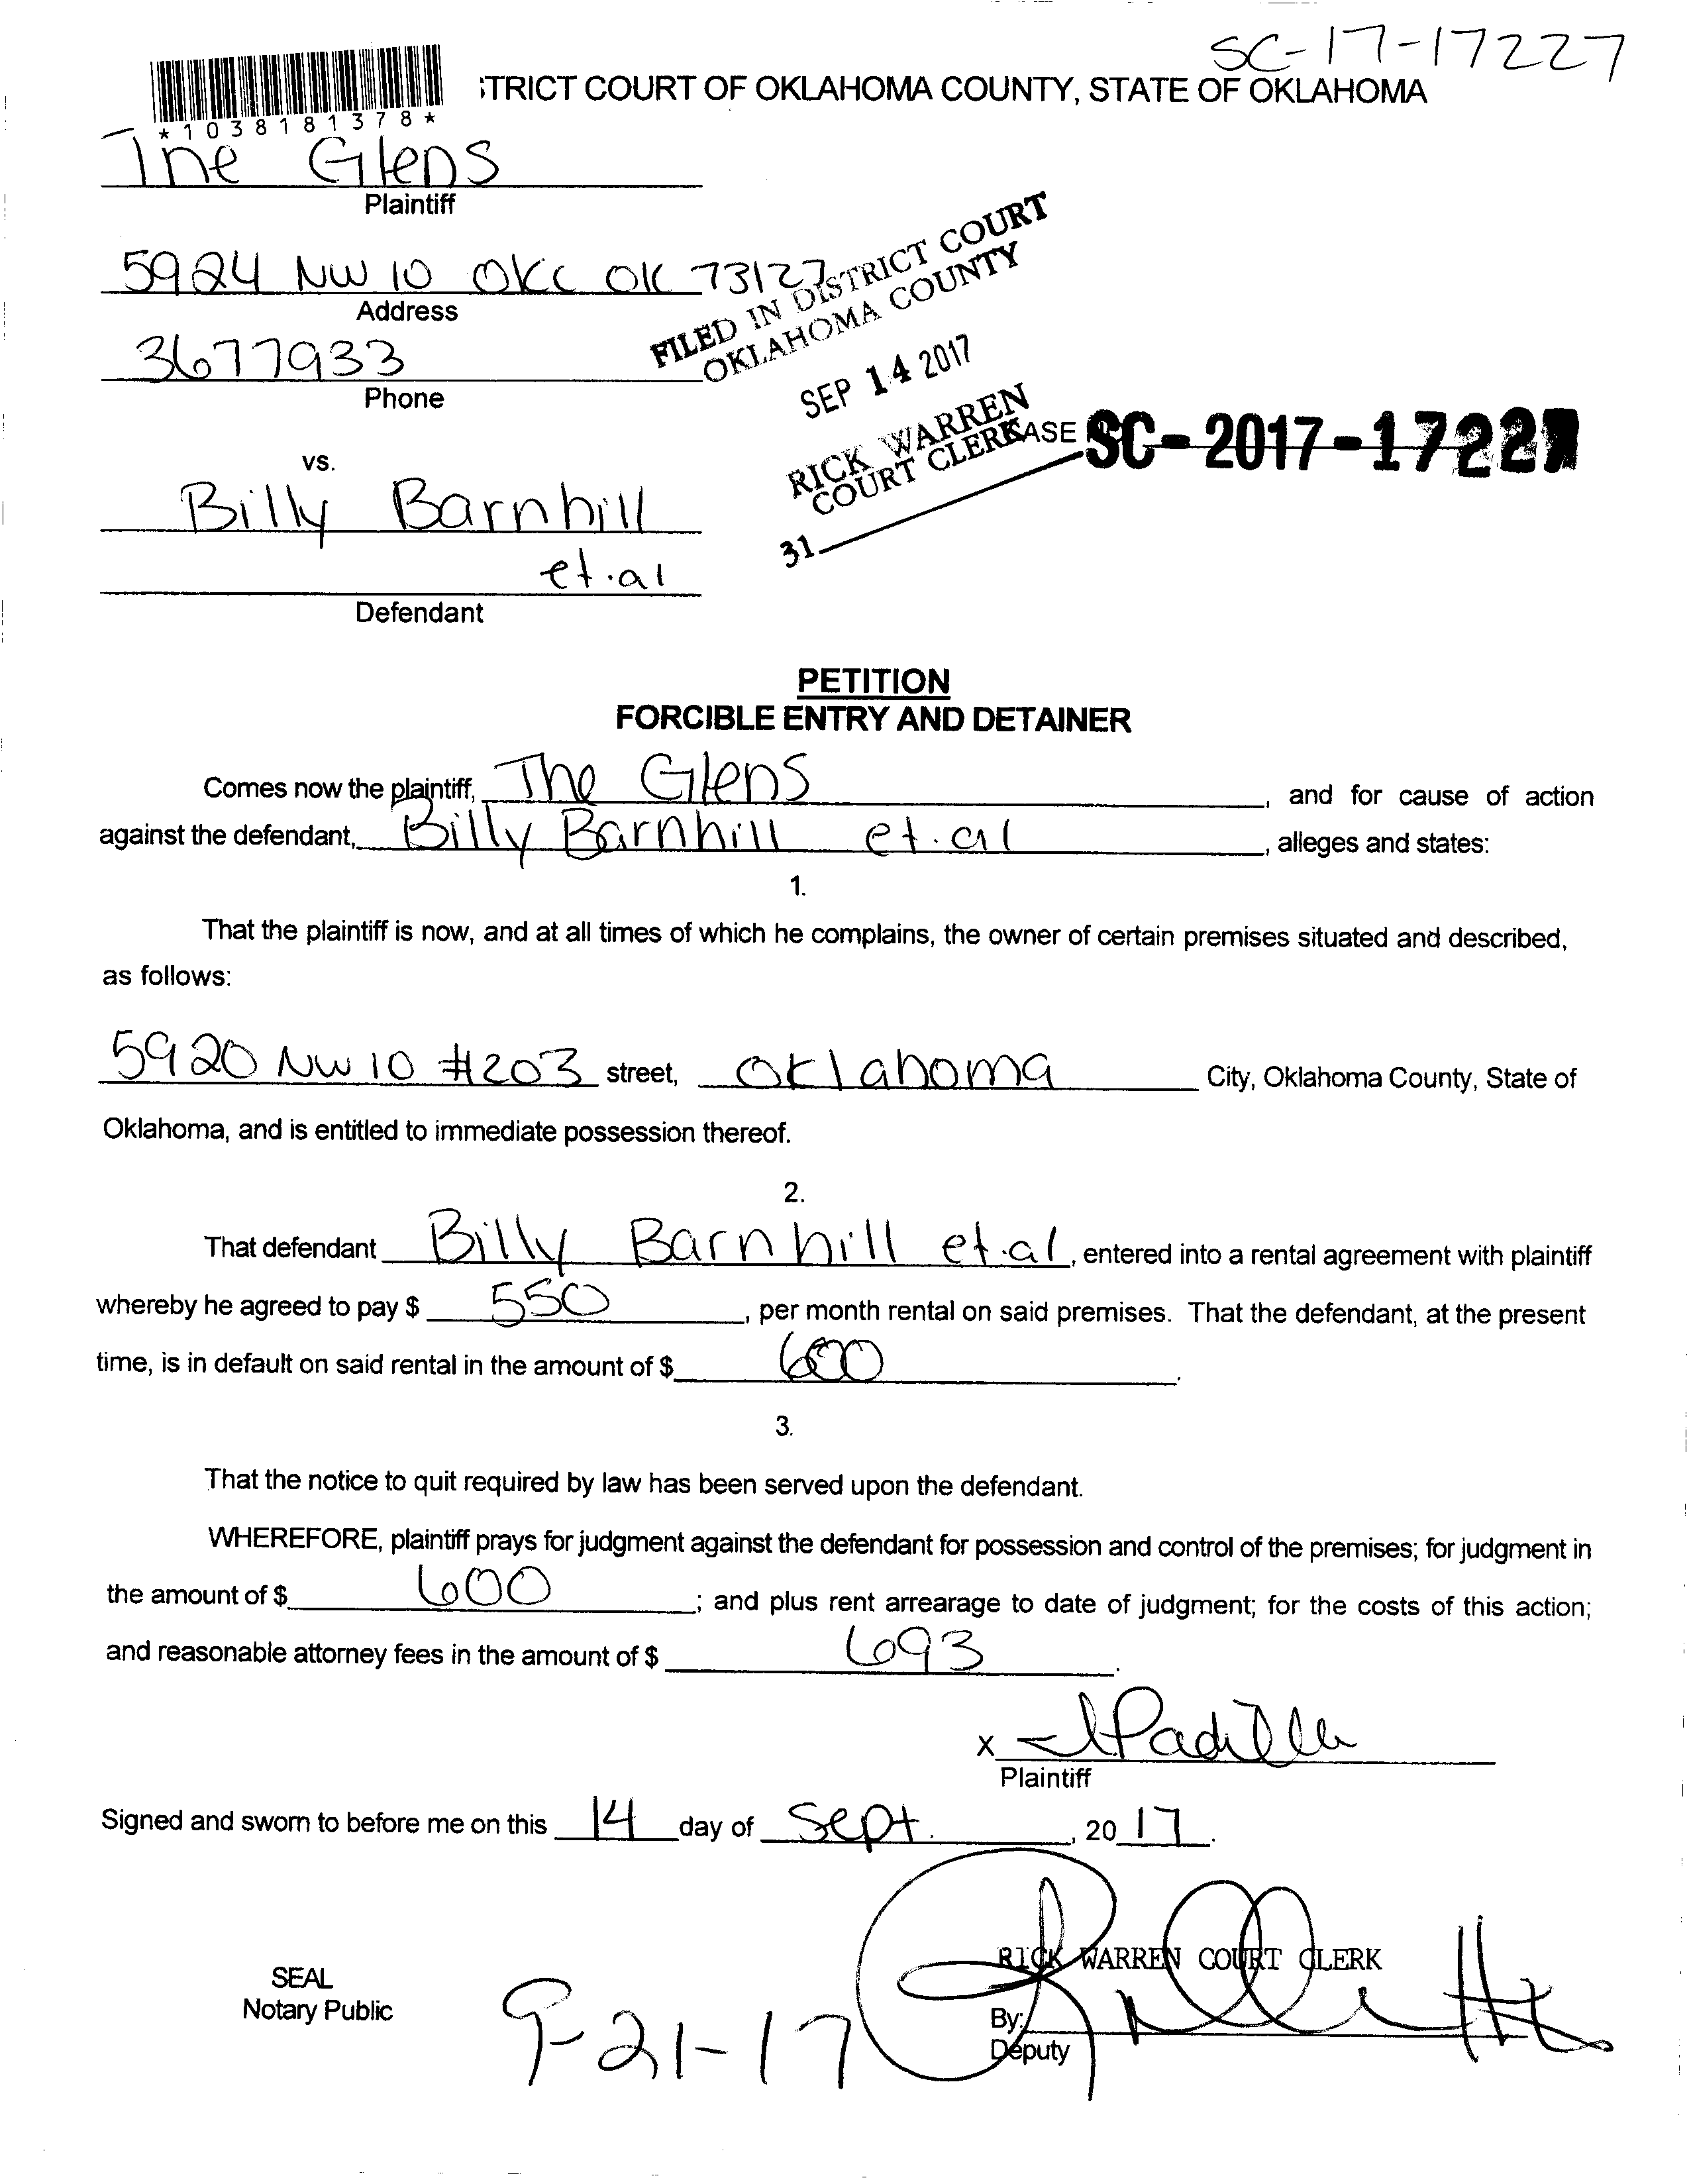 SC-17-17227
TRICT COURT OF OKLAHOMA COUNTY, STATE OF OKLAHOMA
*1038181378*
The Glens
Plaintiff
5924 NW 10 OKC OK 73127
Address
3677933
Phone
FILED IN DISTRICT COURT
OKLAHOMA COUNTY
SEP 14 2017
RICK WARREN
COURT CLERK
31
CASE SC-2017-17227
vs.
Billy Barnhill
et.al
Defendant
PETITION
FORCIBLE ENTRY AND DETAINER
Comes now the plaintiff, The Glens, and for cause of action
against the defendant, Billy Barnhill et.al, alleges and states:
1.
That the plaintiff is now, and at all times of which he complains, the owner of certain premises situated and described,
as follows:
5920 NW 10 #203 street, Oklahoma City, Oklahoma County, State of
Oklahoma, and is entitled to immediate possession thereof.
2.
That defendant Billy Barnhill et.al, entered into a rental agreement with plaintiff
whereby he agreed to pay $ 550, per month rental on said premises. That the defendant, at the present
time, is in default on said rental in the amount of $ 600.
3.
That the notice to quit required by law has been served upon the defendant.
WHEREFORE, plaintiff prays for judgment against the defendant for possession and control of the premises; for judgment in
the amount of $ 600; and plus rent arrearage to date of judgment; for the costs of this action;
and reasonable attorney fees in the amount of $ 693.
x Padilla
Plaintiff
Signed and sworn to before me on this 14 day of Sept., 2017.
RICK WARREN COURT CLERK
SEAL
Notary Public
9-21-17
By:
Deputy